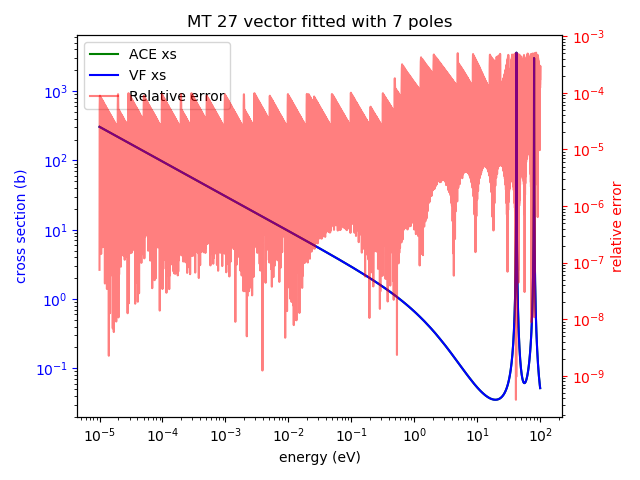 MT 27 vector fitted with 7 poles
ACE xs
VF xs
Relative error
cross section (b)
10³
10²
10¹
10⁰
10⁻¹
10⁻³
10⁻⁴
10⁻⁵
10⁻⁶
10⁻⁷
10⁻⁸
10⁻⁹
relative error
10⁻⁵ 10⁻⁴ 10⁻³ 10⁻² 10⁻¹ 10⁰ 10¹ 10²
energy (eV)